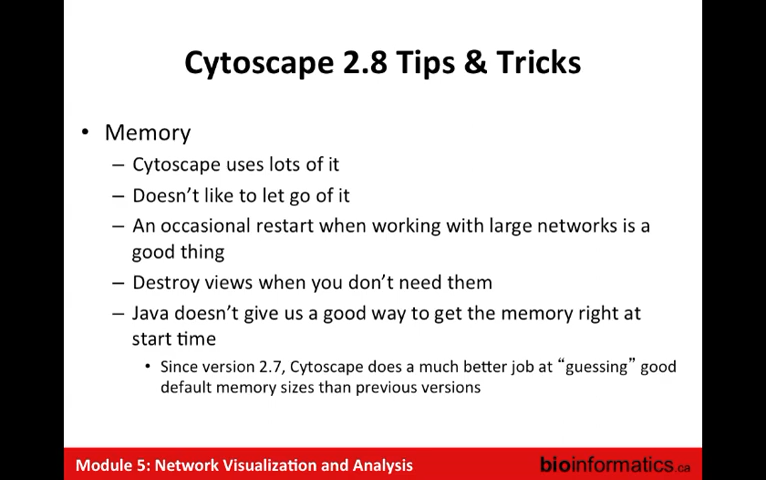 Cytoscape 2.8 Tips & Tricks
• Memory
– Cytoscape uses lots of it
– Doesn't like to let go of it
– An occasional restart when working with large networks is a
good thing
– Destroy views when you don't need them
– Java doesn't give us a good way to get the memory right at
start time
• Since version 2.7, Cytoscape does a much better job at “guessing” good
default memory sizes than previous versions
Module 5: Network Visualization and Analysis
bioinformatics.ca